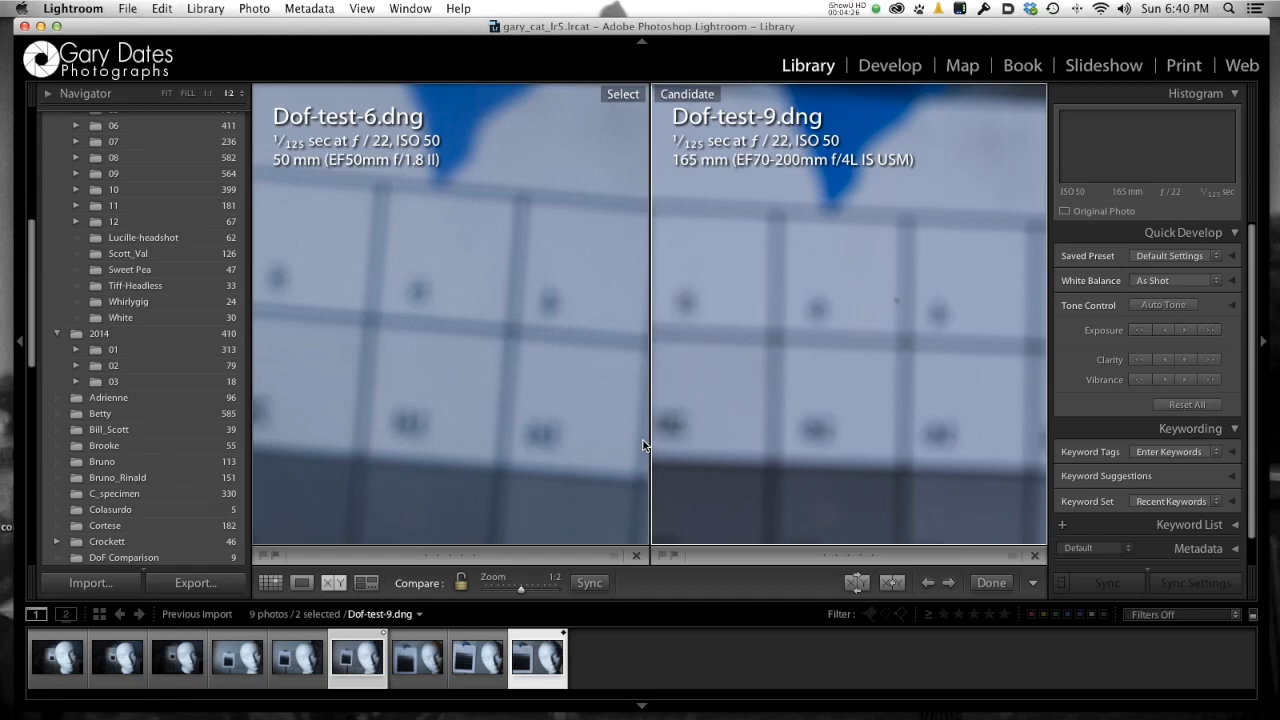 Lightroom File Edit Library Photo Metadata View Window Help
iShowU HD
00:04:26
Sun 6:40 PM
gary_cat_lr5.lrcat – Adobe Photoshop Lightroom - Library
Gary Dates
Photographs
Library | Develop | Map | Book | Slideshow | Print | Web
Navigator FIT FILL 1:1 1:2
06 411
07 236
08 582
09 564
10 399
11 181
12 67
Lucille-headshot 62
Scott_Val 126
Sweet Pea 47
Tiff-Headless 33
Whirlygig 24
White 30
2014 410
01 313
02 79
03 18
Adrienne 96
Betty 585
Bill_Short 39
Brooke 55
Bruno 113
Bruno_Rinald 151
C_specimen 330
Colasurdo 5
Cortese 182
Crockett 46
DoF Comparison 9
Import... Export...
Select
Dof-test-6.dng
1/125 sec at ƒ / 22, ISO 50
50 mm (EF50mm f/1.8 II)
Candidate
Dof-test-9.dng
1/125 sec at ƒ / 22, ISO 50
165 mm (EF70-200mm f/4L IS USM)
Histogram
ISO 50 165 mm ƒ / 22 1/125 sec
Original Photo
Quick Develop
Saved Preset Default Settings
White Balance As Shot
Tone Control Auto Tone
Exposure
Clarity
Vibrance
Reset All
Keywording
Keyword Tags Enter Keywords
Keyword Suggestions
Keyword Set Recent Keywords
Keyword List
Default Metadata
Sync Sync Settings
XY Compare : Zoom 1:2 Sync
Done
1 2 Previous Import 9 photos / 2 selected / Dof-test-9.dng
Filter : Filters Off
co